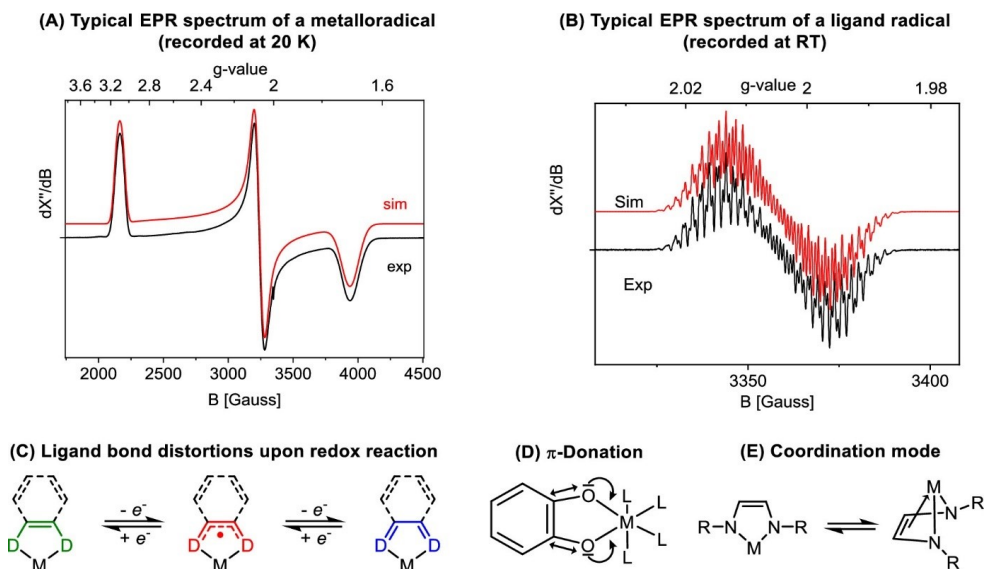 (A) Typical EPR spectrum of a metalloradical
(recorded at 20 K)
g-value
3.6 3.2 2.8 2.4 2 1.6
dX"/dB
sim
exp
2000 2500 3000 3500 4000 4500
B [Gauss]
(B) Typical EPR spectrum of a ligand radical
(recorded at RT)
2.02 g-value 2 1.98
dX"/dB
Sim
Exp
3350 3400
B [Gauss]
(C) Ligand bond distortions upon redox reaction
- e-
+ e-
- e-
+ e-
D D
M
D D
M
D D
M
(D) π-Donation
O
O
M
L
L
L
L
(E) Coordination mode
R N N R
M
M
N R
N
R